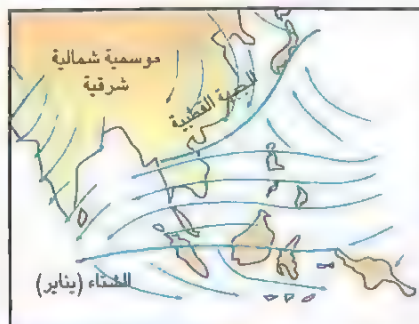 موسمية شمالية
شرقية
الجبهة القطبية
الشتاء (يناير)